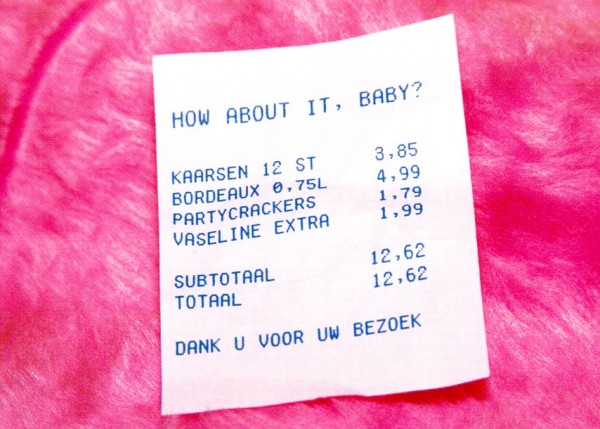 HOW ABOUT IT, BABY?
KAARSEN 12 ST 3,85
BORDEAUX 0,75L 4,99
PARTYCRACKERS 1,79
VASELINE EXTRA 1,99
SUBTOTAAL 12,62
TOTAAL 12,62
DANK U VOOR UW BEZOEK